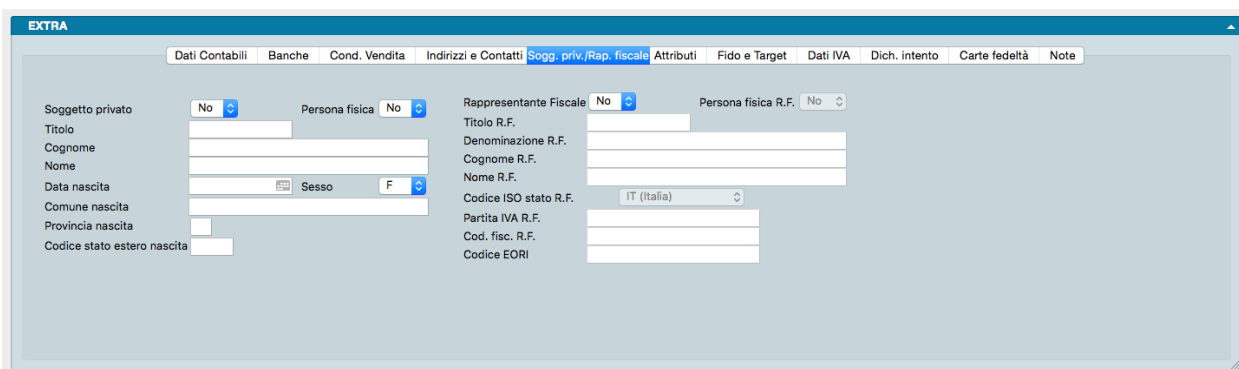 EXTRA
Dati Contabili Banche Cond. Vendita Indirizzi e Contatti Sogg. priv./Rap. fiscale Attributi Fido e Target Dati IVA Dich. intento Carte fedeltà Note
Soggetto privato No Persona fisica No
Titolo
Cognome
Nome
Data nascita Sesso F
Comune nascita
Provincia nascita
Codice stato estero nascita
Rappresentante Fiscale No Persona fisica R.F. No
Titolo R.F.
Denominazione R.F.
Cognome R.F.
Nome R.F.
Codice ISO stato R.F. IT (Italia)
Partita IVA R.F.
Cod. fisc. R.F.
Codice EORI